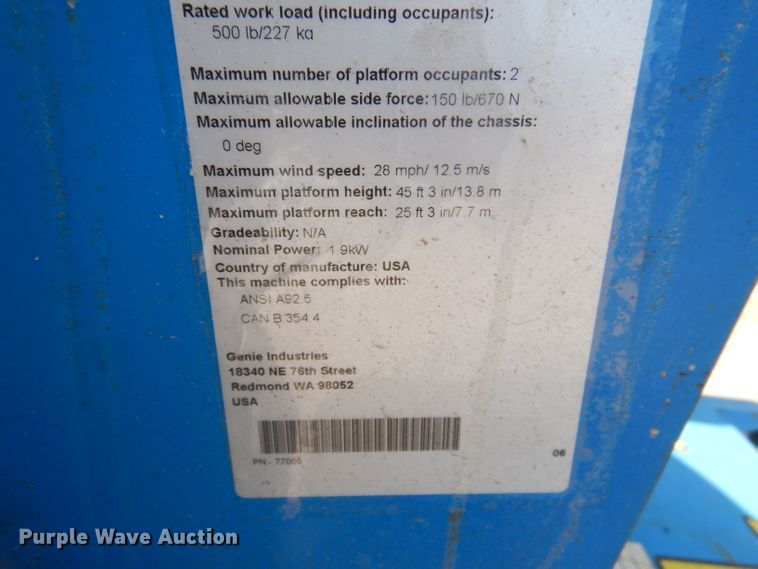 Rated work load (including occupants):
500 lb/227 kg
Maximum number of platform occupants: 2
Maximum allowable side force: 150 lb/670 N
Maximum allowable inclination of the chassis:
0 deg
Maximum wind speed: 28 mph/ 12.5 m/s
Maximum platform height: 45 ft 3 in/13.8 m
Maximum platform reach: 25 ft 3 in/7.7 m
Gradeability: N/A
Nominal Power: 1.9kW
Country of manufacture: USA
This machine complies with:
ANSI A92.5
CAN B.354.4
Genie Industries
18340 NE 76th Street
Redmond WA 98052
USA
PN -
06
Purple Wave Auction